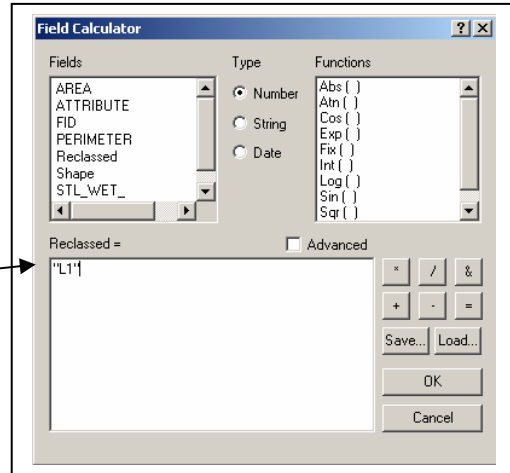 Field Calculator
Fields
Type
Functions
AREA
ATTRIBUTE
FID
PERIMETER
Reclassed
Shape
STL_WET_
Number
String
Date
Abs ( )
Atn ( )
Cos ( )
Exp ( )
Fix ( )
Int ( )
Log ( )
Sin ( )
Sqr ( )
Reclassed =
Advanced
"L1"
* / &
+ - =
Save... Load...
OK
Cancel